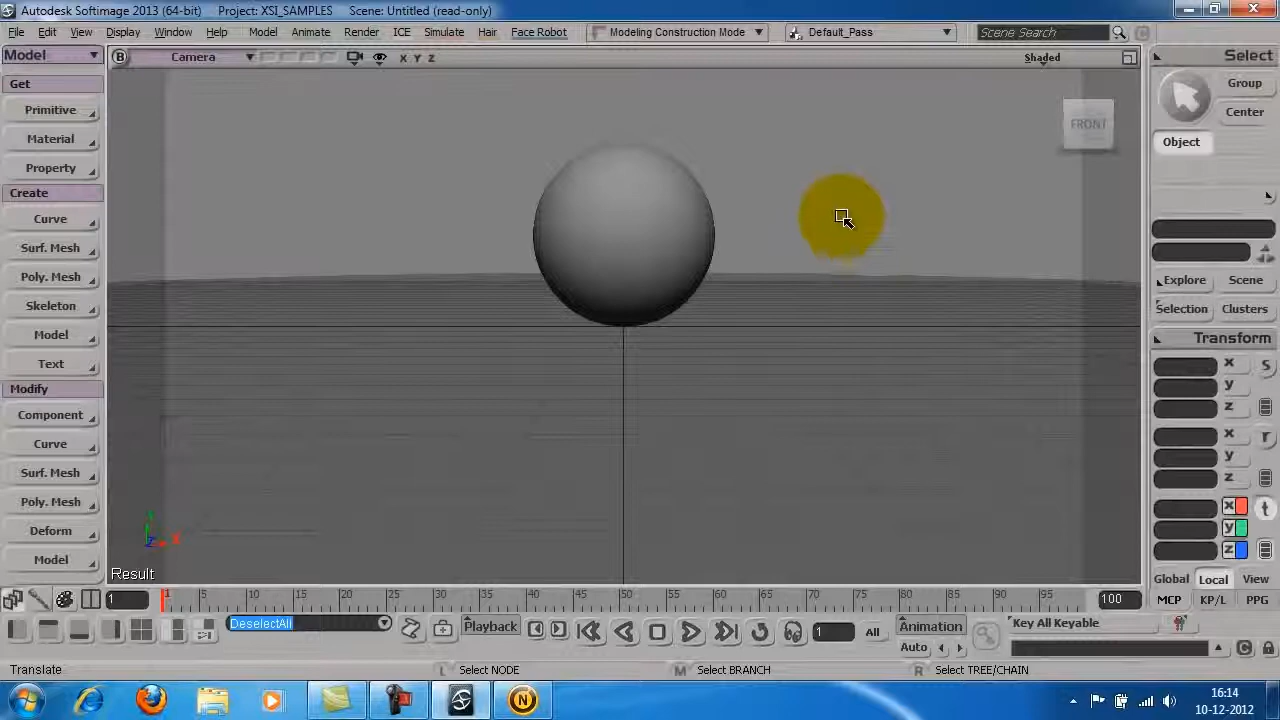 Autodesk Softimage 2013 (64-bit) Project: XSI_SAMPLES Scene: Untitled (read-only)
File Edit View Display Window Help Model Animate Render ICE Simulate Hair Face Robot Modeling Construction Mode Default_Pass Scene Search
Model
B Camera X Y Z Shaded
Select
Get
Primitive
Material
Property
Create
Curve
Surf. Mesh
Poly. Mesh
Skeleton
Model
Text
Modify
Component
Curve
Surf. Mesh
Poly. Mesh
Deform
Model
FRONT
Y
X
Z
Result
Group
Center
Object
Explore Scene
Selection Clusters
Transform
x s
y
z
x r
y
z
x t
y
z
Global Local View
MCP KP/L PPG
1 1 5 10 15 20 25 30 35 40 45 50 55 60 65 70 75 80 85 90 95 100
DeselectAll Playback 1 All Animation Key All Keyable
Auto
Translate L Select NODE M Select BRANCH R Select TREE/CHAIN
16:14
10-12-2012